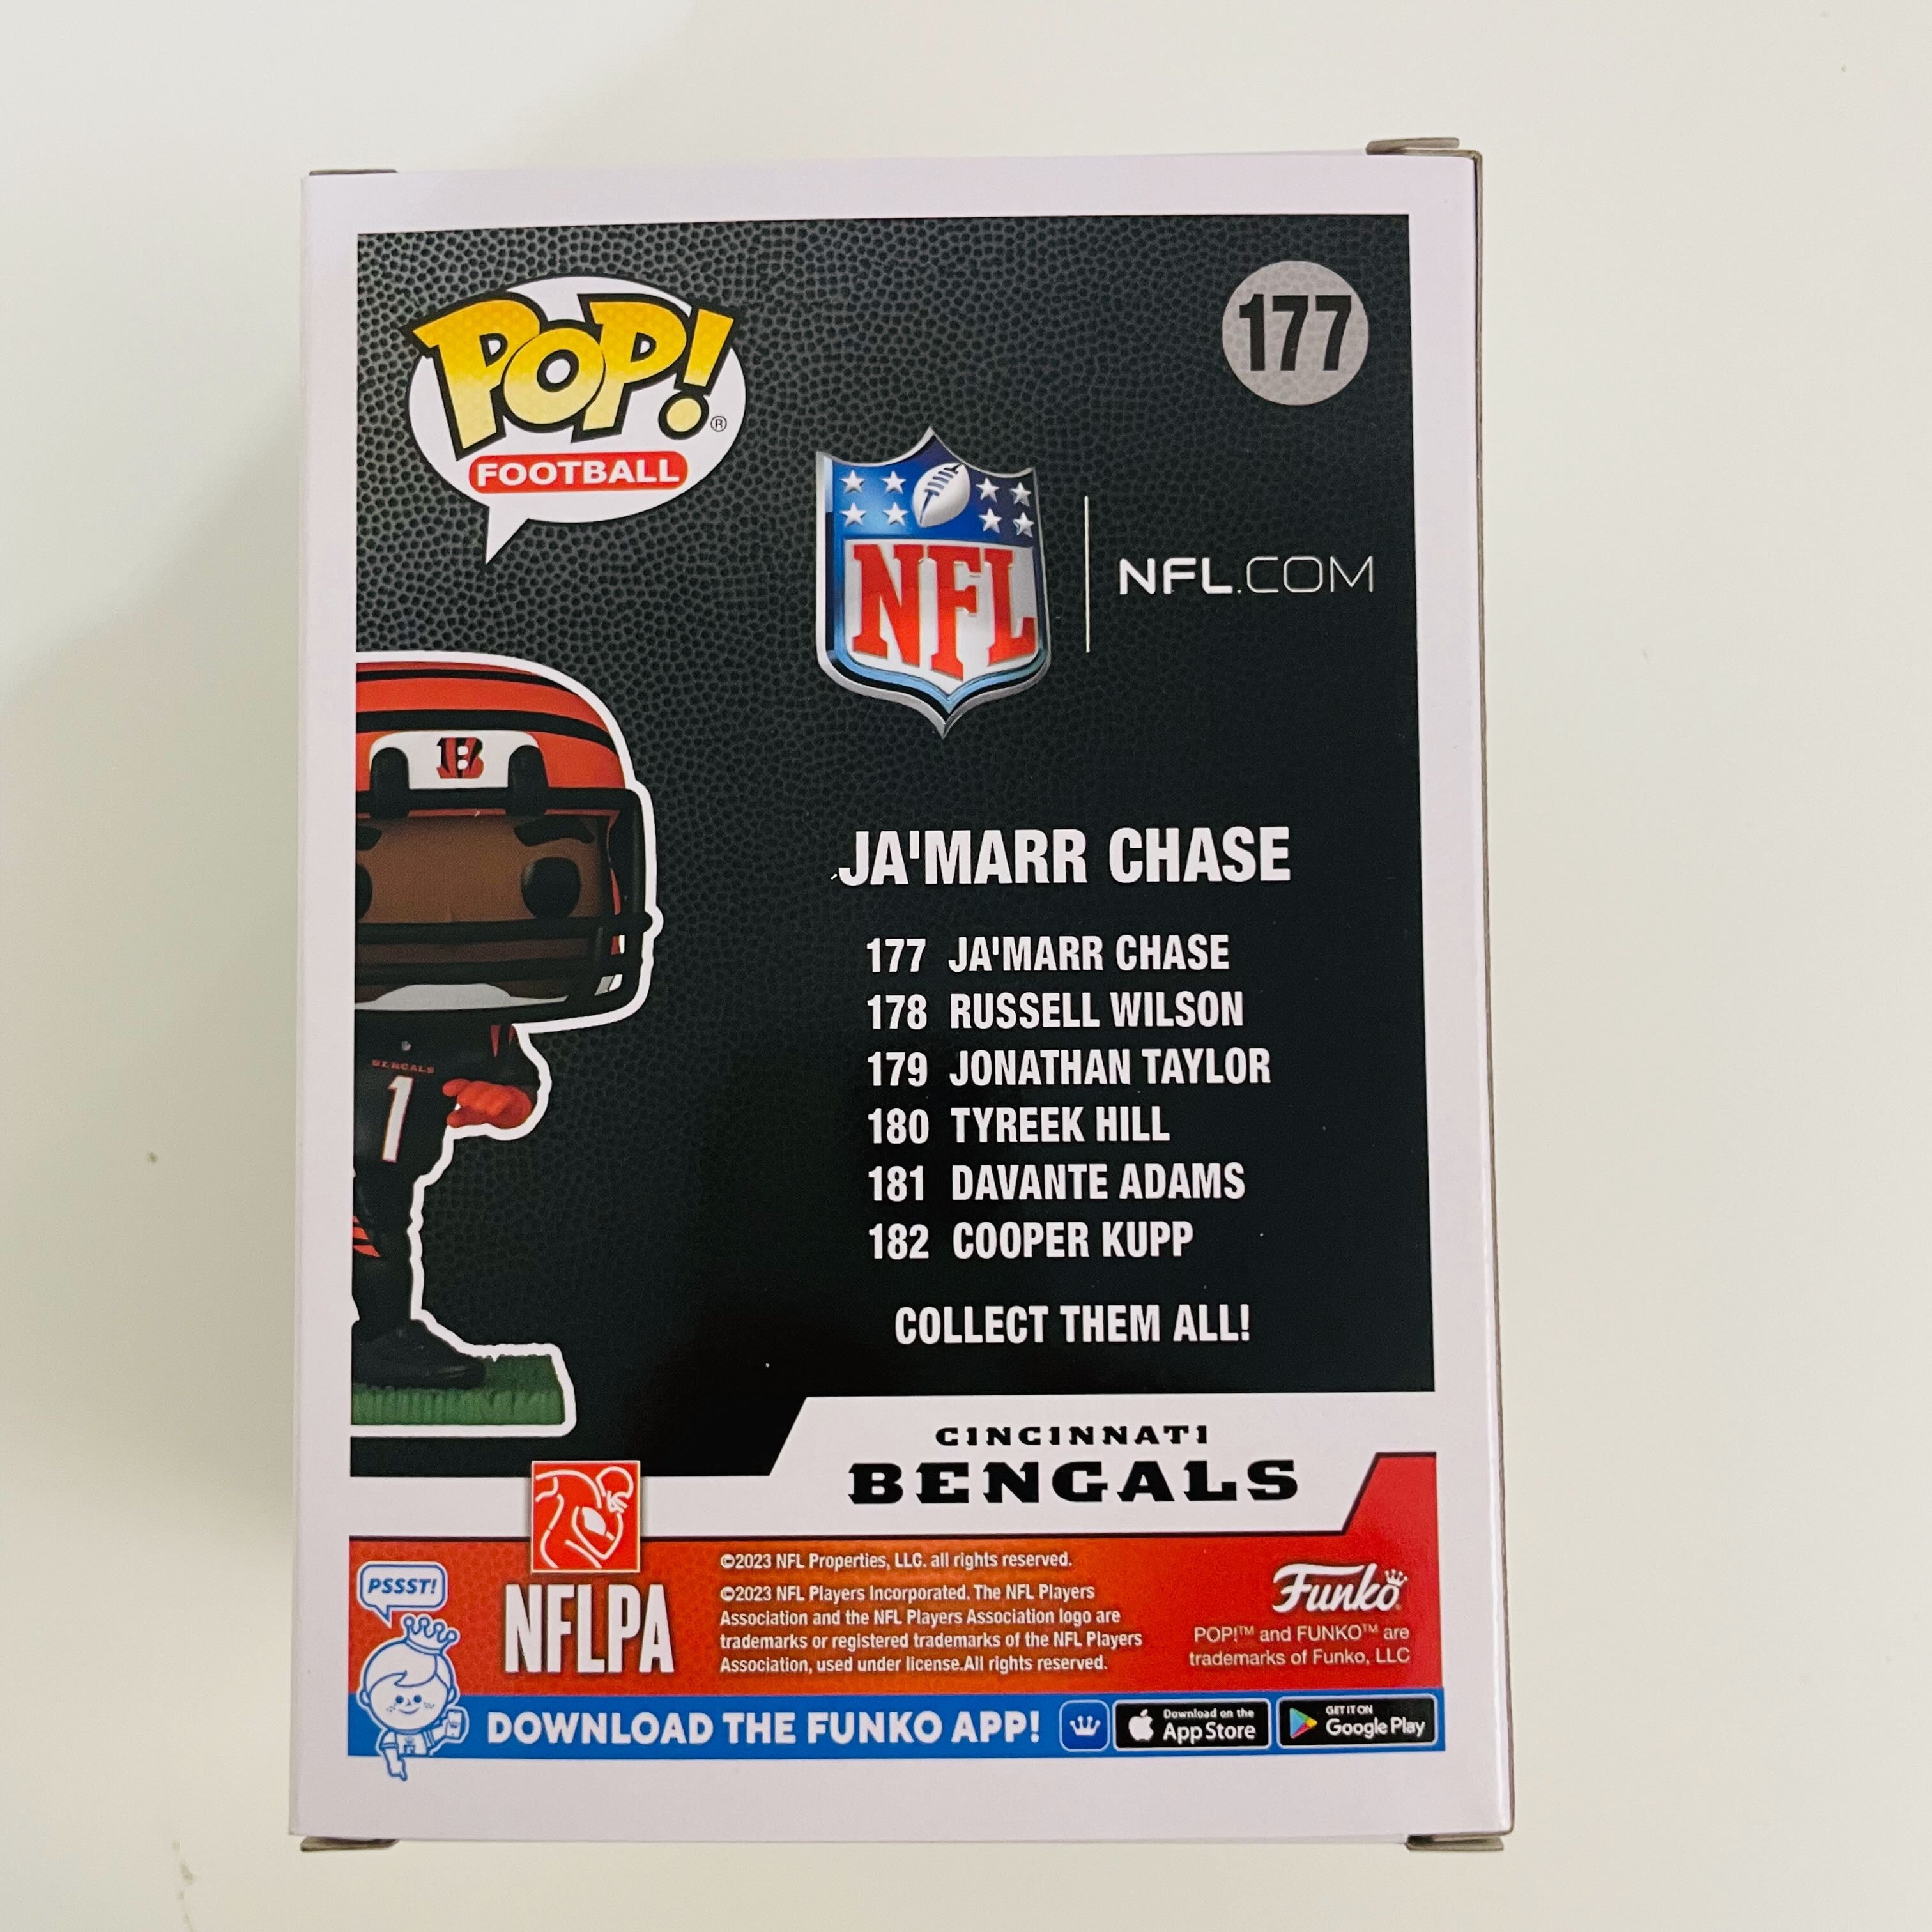 POP!®
FOOTBALL
177
NFL
NFL.COM
B
BENGALS
1
JA'MARR CHASE
177 JA'MARR CHASE
178 RUSSELL WILSON
179 JONATHAN TAYLOR
180 TYREEK HILL
181 DAVANTE ADAMS
182 COOPER KUPP
COLLECT THEM ALL!
CINCINNATI
BENGALS
PSSST!
NFLPA
©2023 NFL Properties, LLC. all rights reserved.
©2023 NFL Players Incorporated. The NFL Players
Association and the NFL Players Association logo are
trademarks or registered trademarks of the NFL Players
Association, used under license.All rights reserved.
Funko
POP!™ and FUNKO™ are
trademarks of Funko, LLC
DOWNLOAD THE FUNKO APP!
Download on the
App Store
GET IT ON
Google Play